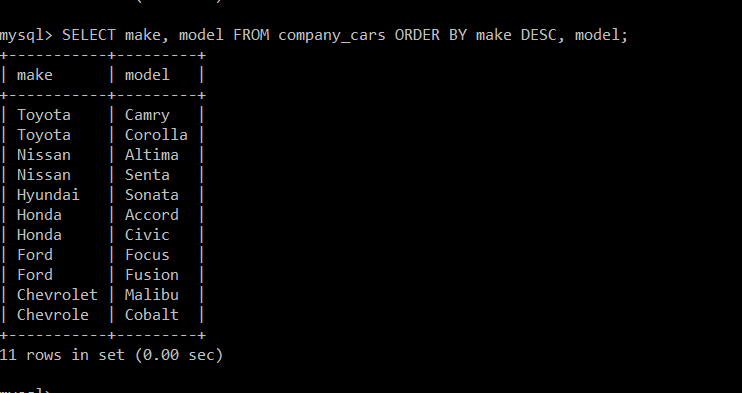 mysql> SELECT make, model FROM company_cars ORDER BY make DESC, model;
+-----------+---------+
| make      | model   |
+-----------+---------+
| Toyota    | Camry   |
| Toyota    | Corolla |
| Nissan    | Altima  |
| Nissan    | Senta   |
| Hyundai   | Sonata  |
| Honda     | Accord  |
| Honda     | Civic   |
| Ford      | Focus   |
| Ford      | Fusion  |
| Chevrolet | Malibu  |
| Chevrole  | Cobalt  |
+-----------+---------+
11 rows in set (0.00 sec)
mysql>